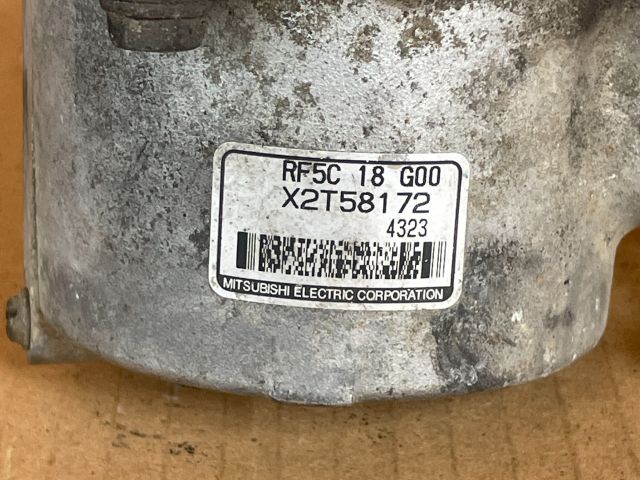 RF5C 18 G00
X2T58172
4323
MITSUBISHI ELECTRIC CORPORATION